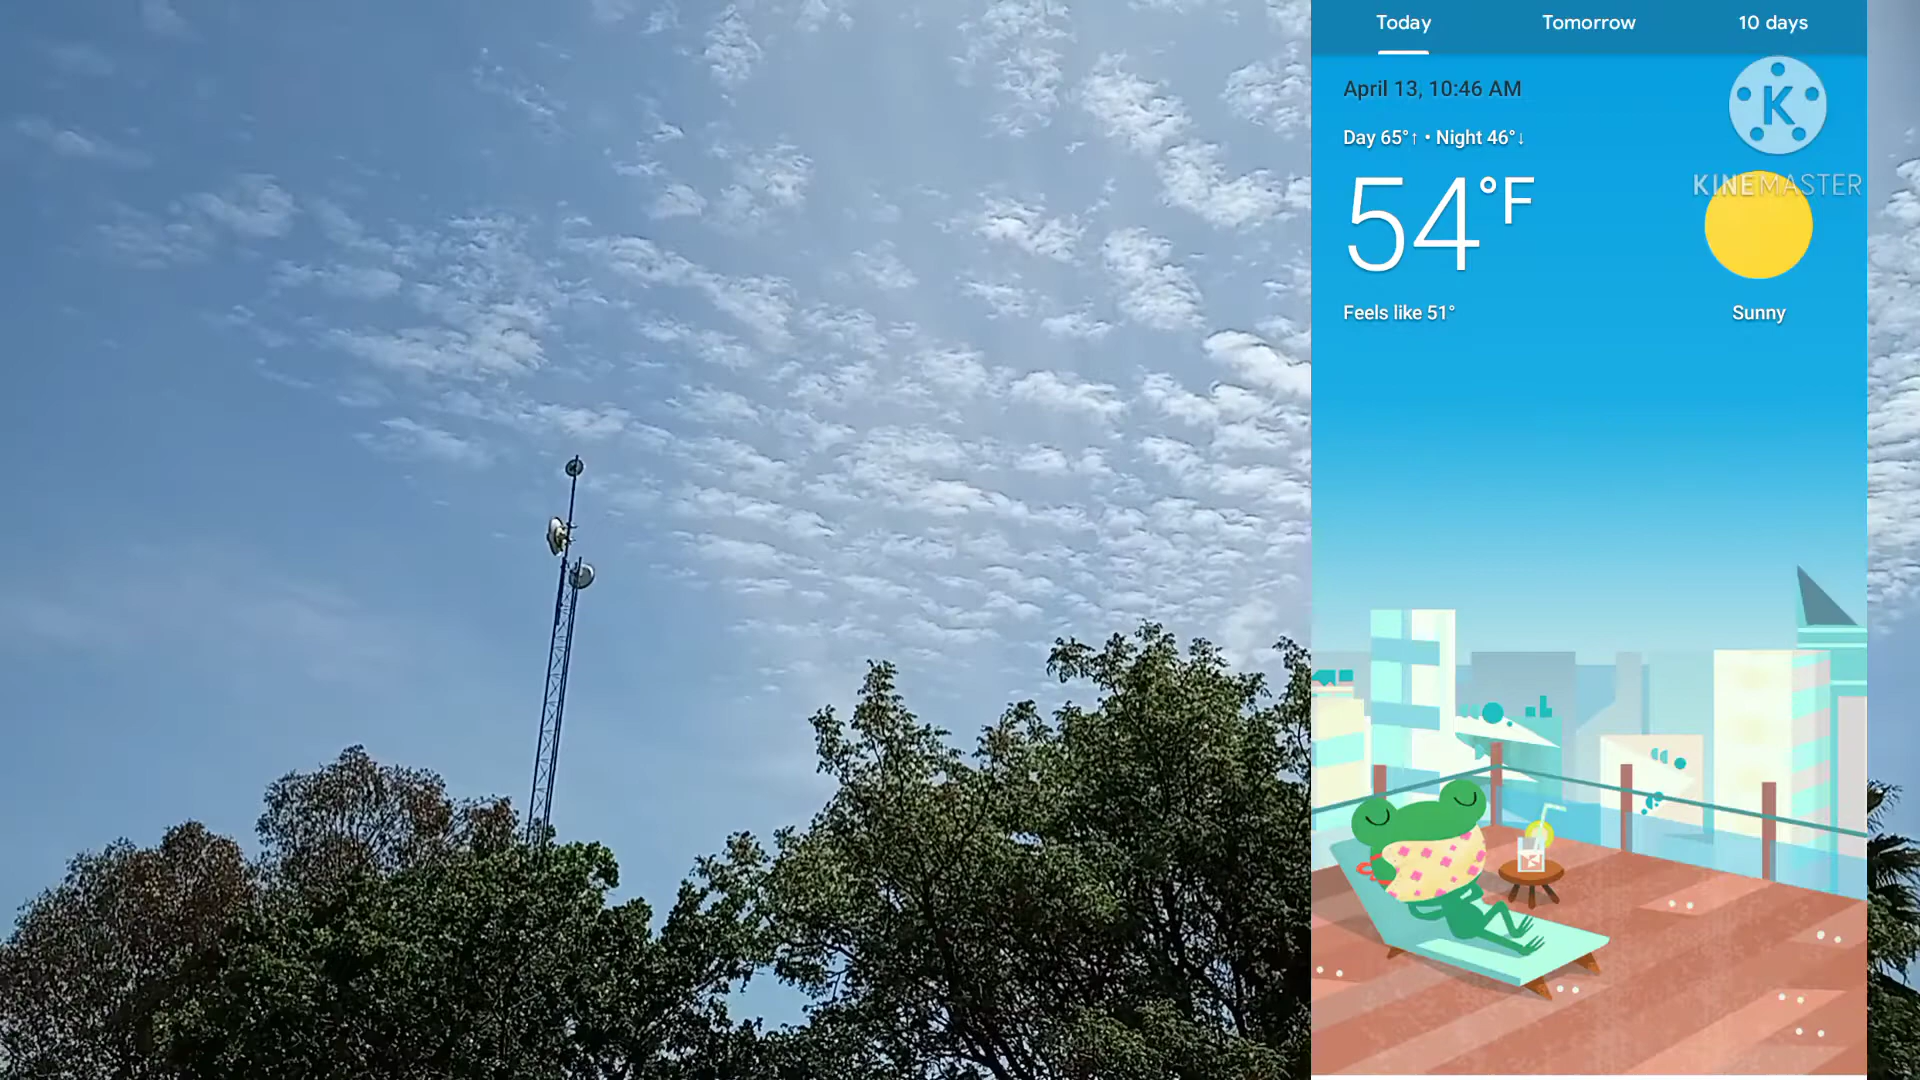 Today
Tomorrow
10 days
April 13, 10:46 AM
Day 65°↑ • Night 46°↓
K
KINEMASTER
54°F
Feels like 51°
Sunny